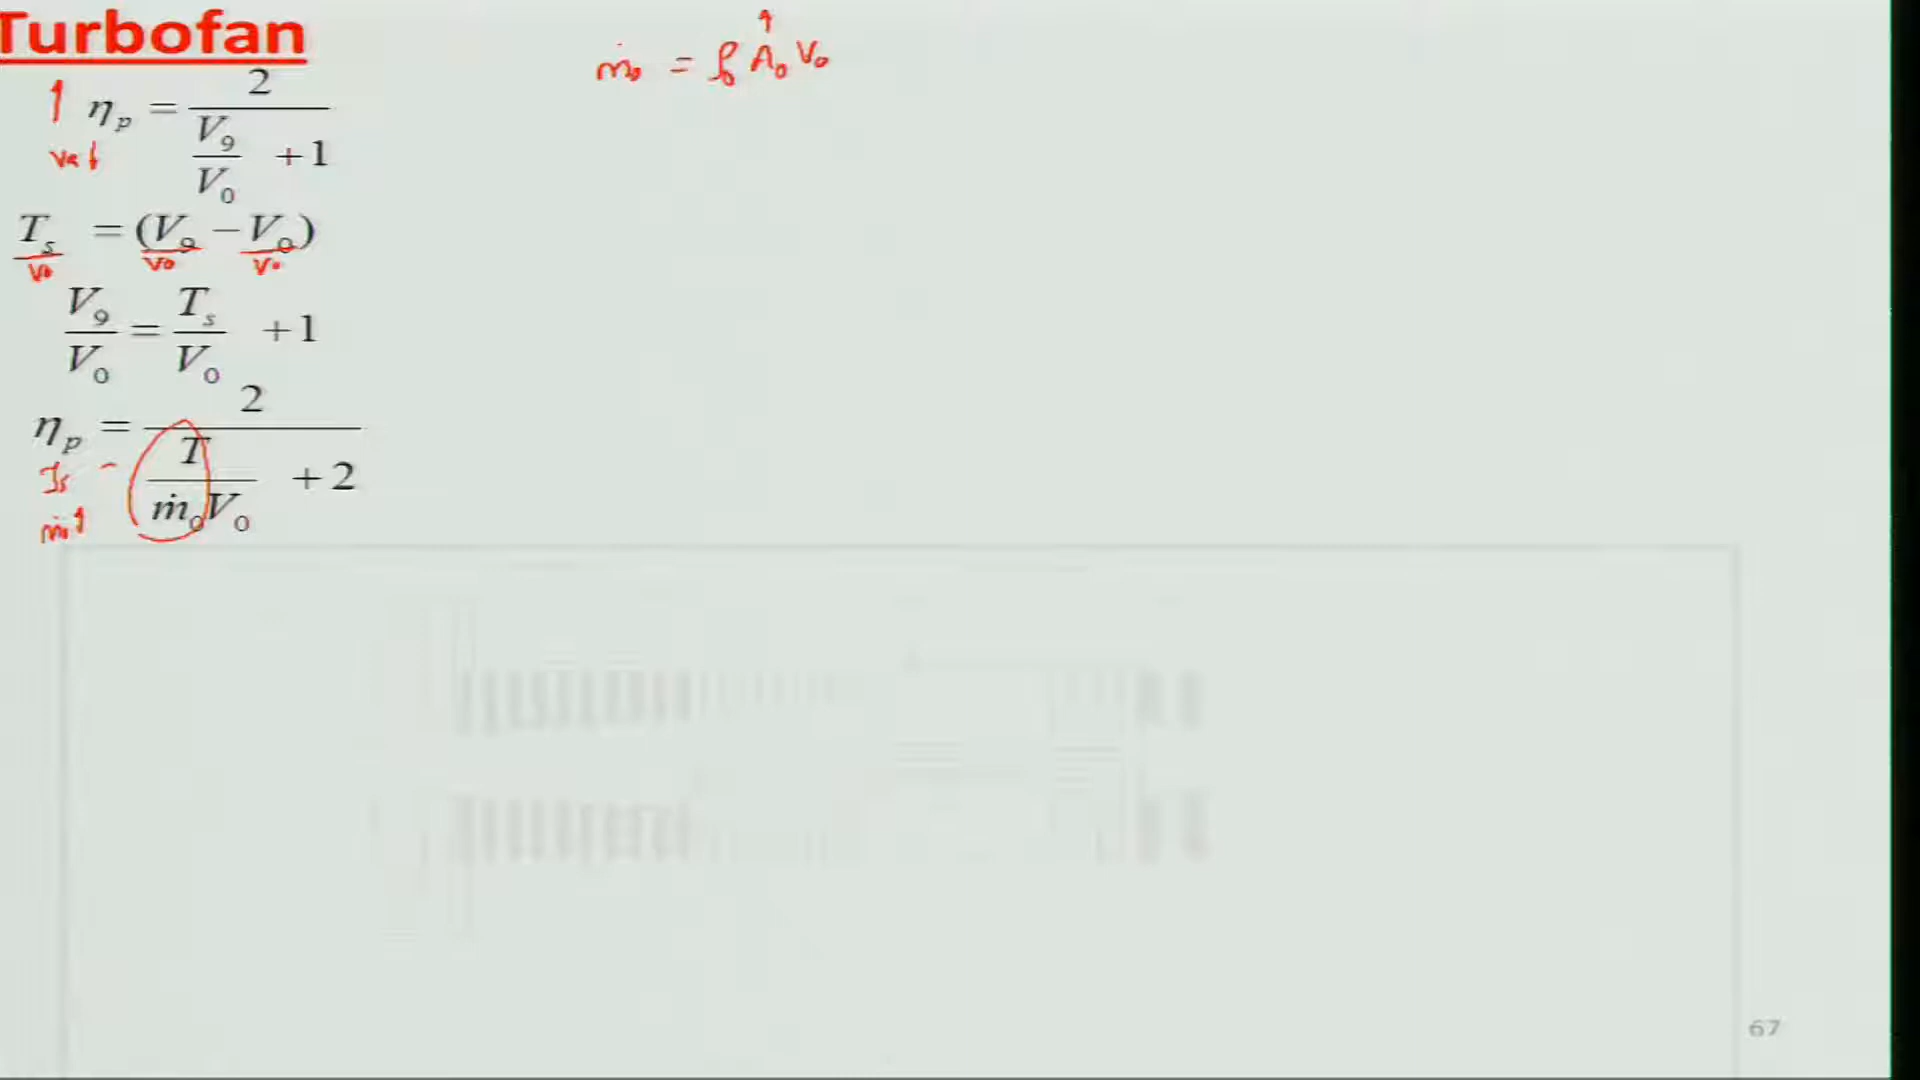 Turbofan
ṁ₀ = ρ₀ A₀ V₀ ↑
↑ η_p = 2 / (V₉/V₀ + 1)
V₉ ↓
T_s = (V₉ − V₀)
V₀ V₀ V₀
V₉/V₀ = T_s/V₀ + 1
η_p = 2 / (T/(ṁ₀V₀) + 2)
ṁ₀ ↑
67